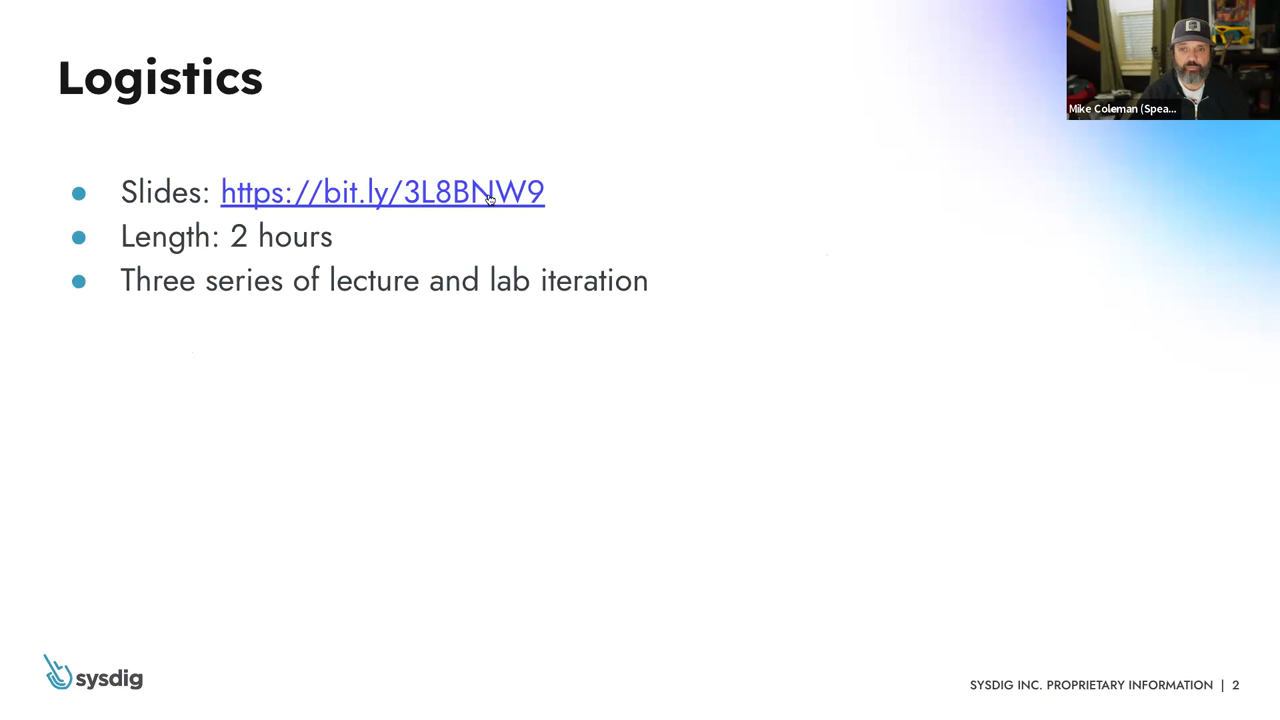 Logistics
Mike Coleman (Spea...
Slides: https://bit.ly/3L8BNW9
Length: 2 hours
Three series of lecture and lab iteration
sysdig
SYSDIG INC. PROPRIETARY INFORMATION | 2